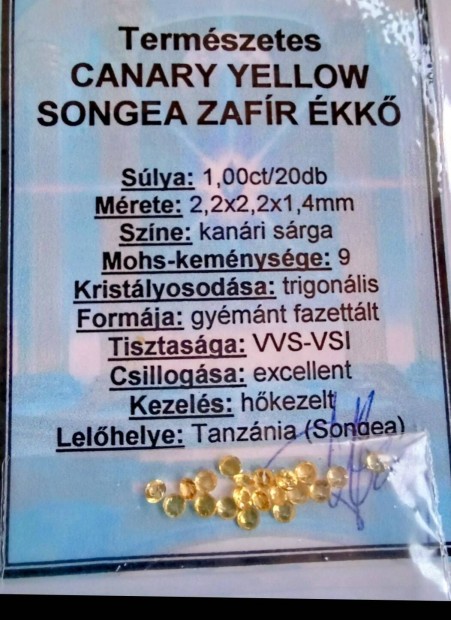 Természetes
CANARY YELLOW
SONGEA ZAFÍR ÉKKŐ
Súlya: 1,00ct/20db
Mérete: 2,2x2,2x1,4mm
Színe: kanári sárga
Mohs-keménysége: 9
Kristályosodása: trigonális
Formája: gyémánt fazettált
Tisztasága: VVS-VSI
Csillogása: excellent
Kezelés: hőkezelt
Lelőhelye: Tanzánia (Songea)